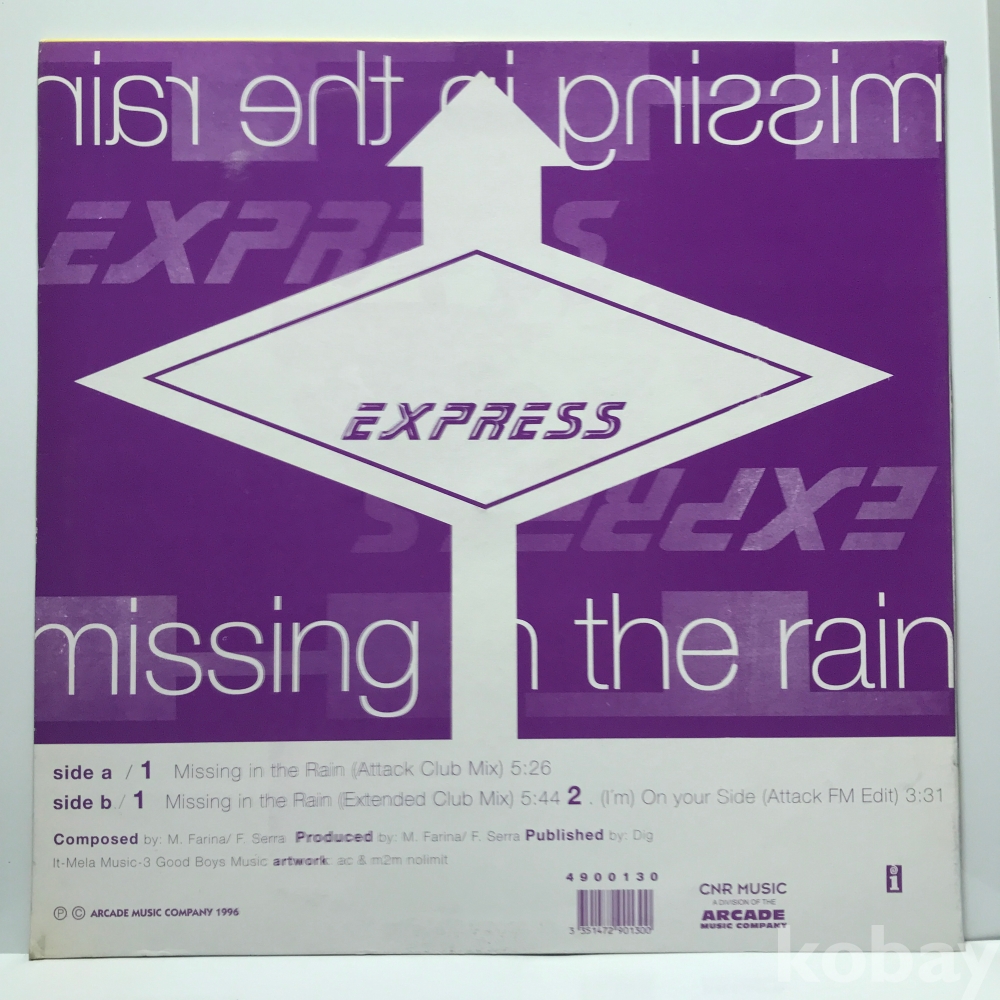 missing in the rain
EXPRESS
EXPRESS
EXPRESS
missing in the rain
side a / 1 Missing in the Rain (Attack Club Mix) 5:26
side b / 1 Missing in the Rain (Extended Club Mix) 5:44 2 . (I'm) On your Side (Attack FM Edit) 3:31
Composed by: M. Farina/ F. Serra Produced by: M. Farina/ F. Serra Published by: Dig
It-Mela Music-3 Good Boys Music artwork: ac & m2m nolimit
4900130
3 351472 901300
CNR MUSIC
A DIVISION OF THE
ARCADE
MUSIC COMPANY
i
Ⓟ © ARCADE MUSIC COMPANY 1996
kobay